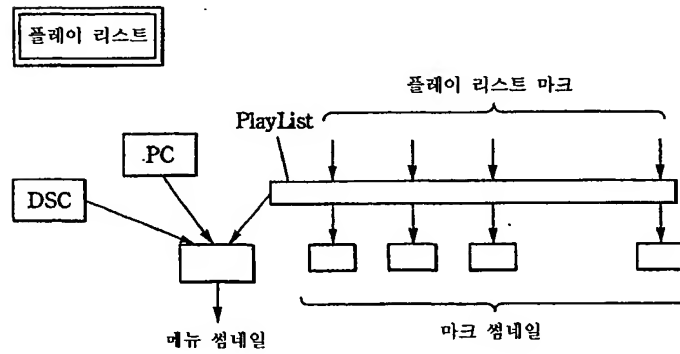 플레이 리스트
플레이 리스트 마크
PlayList
PC
DSC
메뉴 썸네일
마크 썸네일